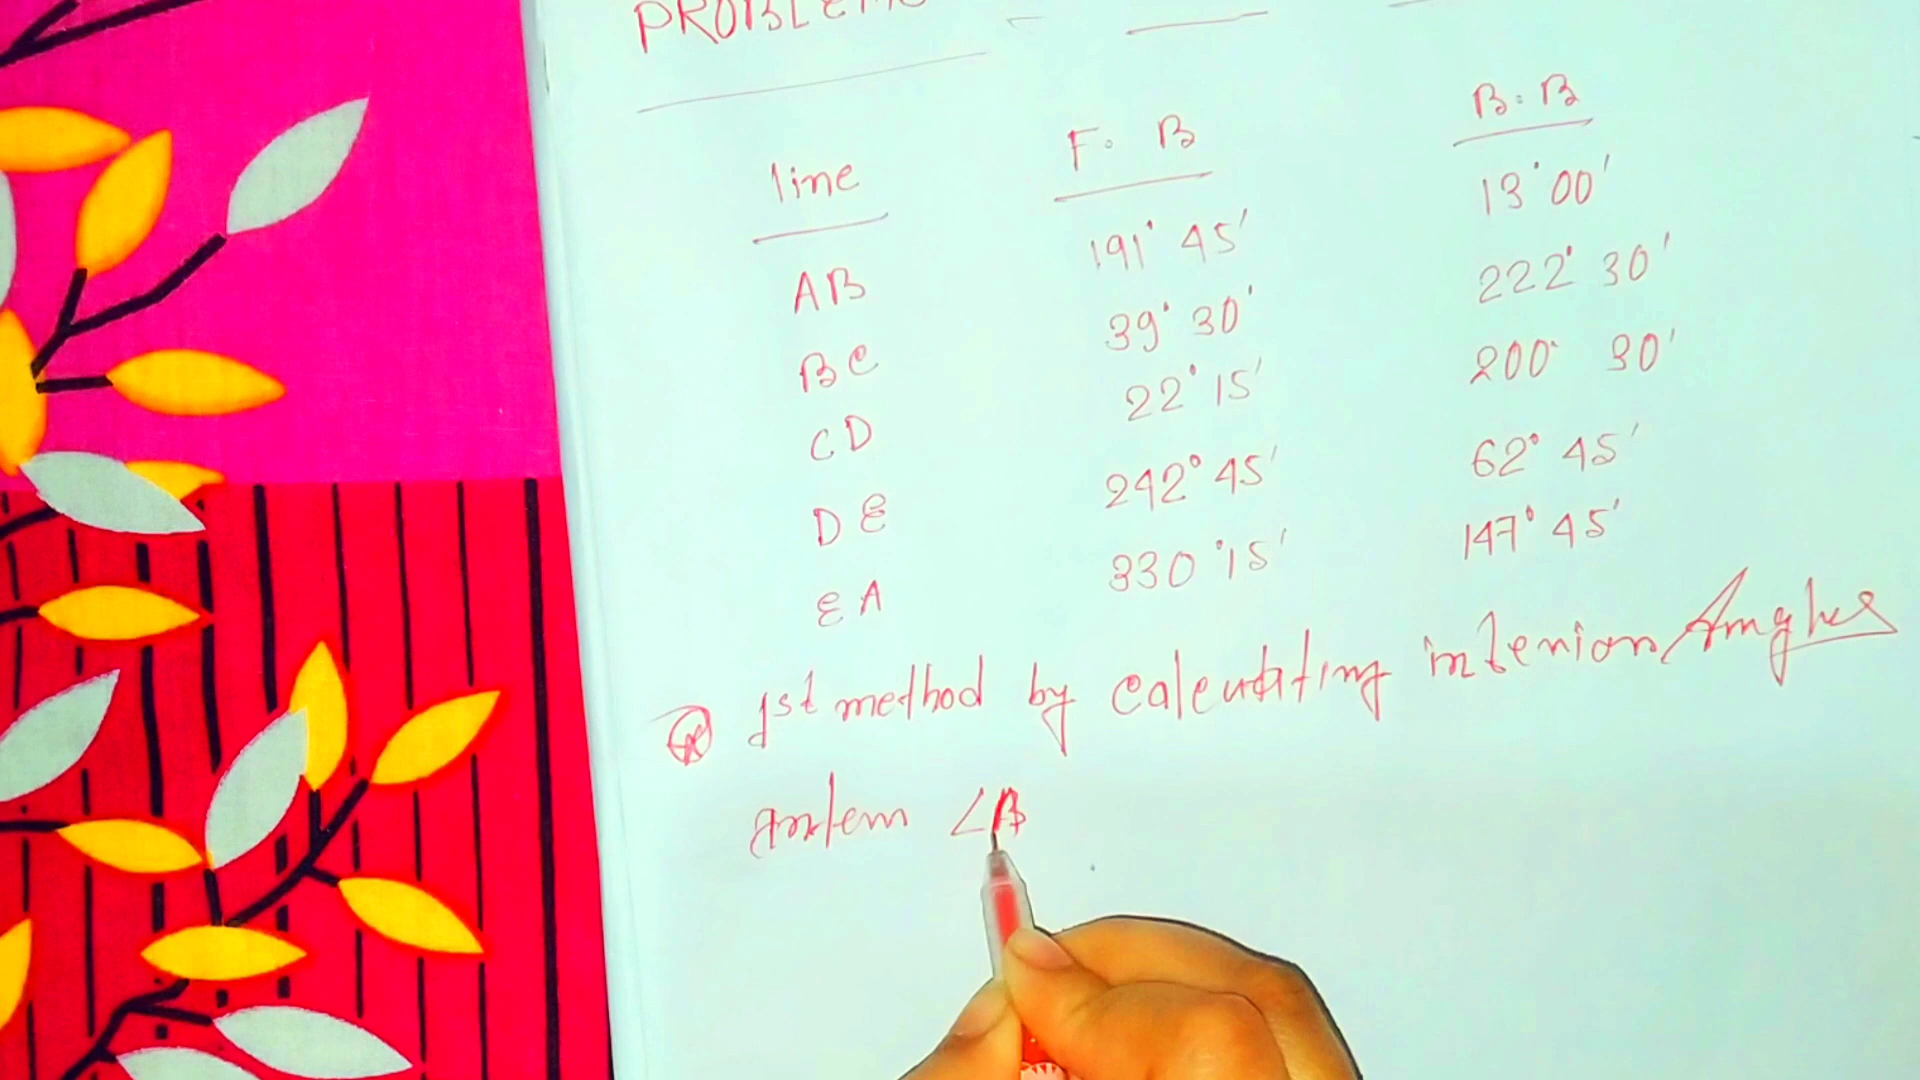 PROBLEMS
line F. B B.B
AB 191° 45' 13° 00'
BC 39° 30' 222° 30'
CD 22° 15' 200° 30'
DE 242° 45' 62° 45'
EA 330° 15' 147° 45'
1st method by calculating interior Angles
∠A